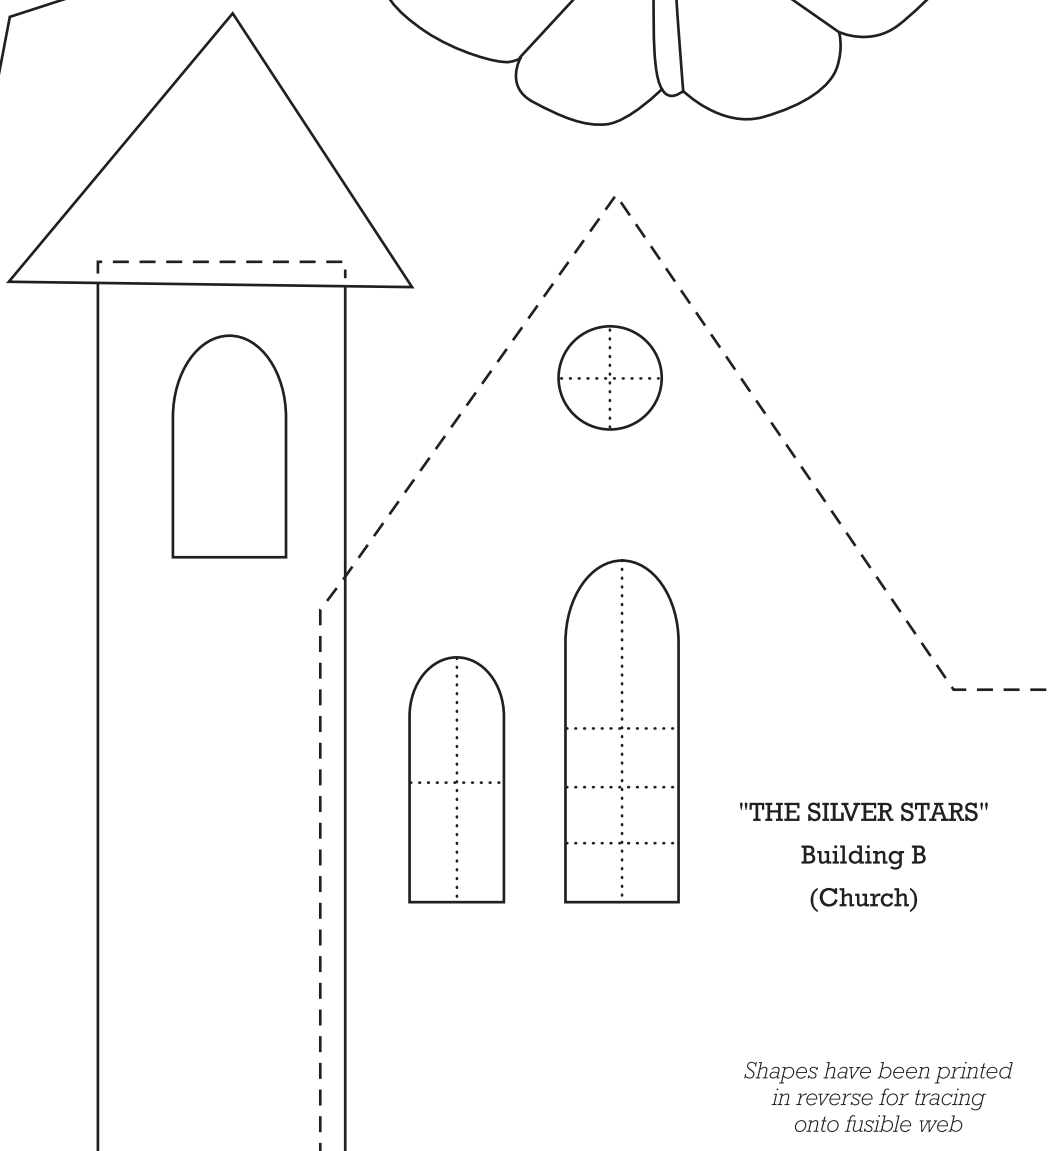 "THE SILVER STARS"
Building B
(Church)
Shapes have been printed
in reverse for tracing
onto fusible web